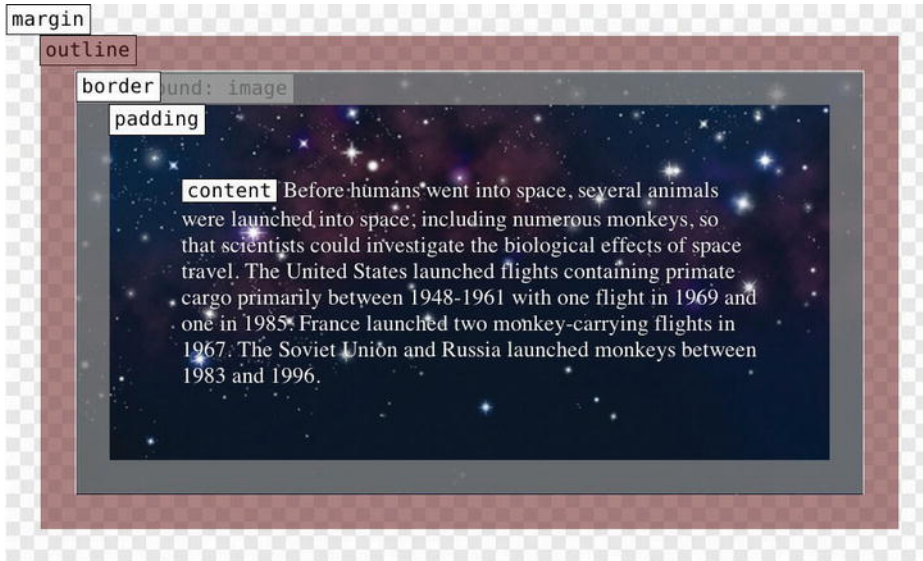 margin
outline
border ound: image
padding
content Before humans went into space, several animals
were launched into space, including numerous monkeys, so
that scientists could investigate the biological effects of space
travel. The United States launched flights containing primate
cargo primarily between 1948-1961 with one flight in 1969 and
one in 1985. France launched two monkey-carrying flights in
1967. The Soviet Union and Russia launched monkeys between
1983 and 1996.